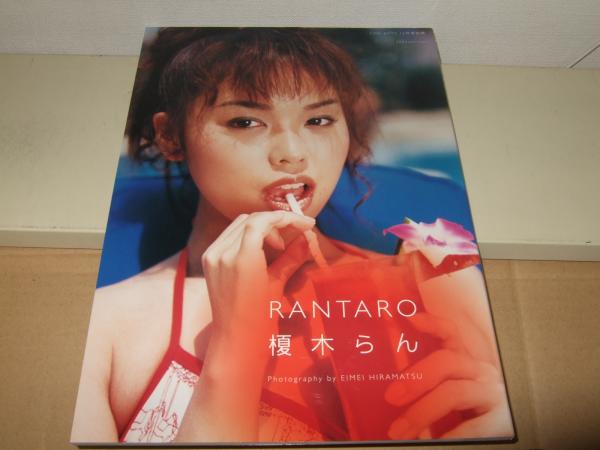 RANTARO
榎木らん
Photography by EIMEI HIRAMATSU